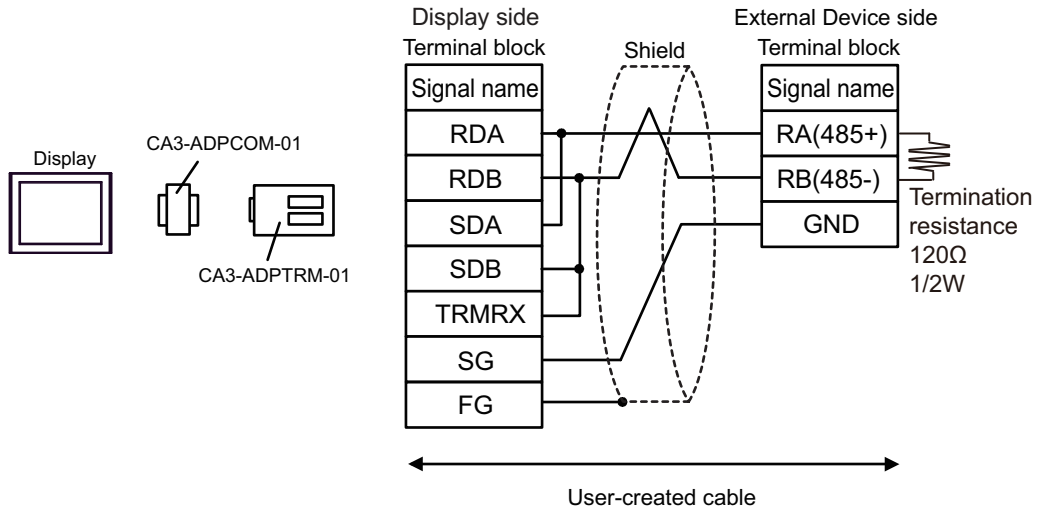 Display
CA3-ADPCOM-01
CA3-ADPTRM-01
Display side
Terminal block
Signal name
RDA
RDB
SDA
SDB
TRMRX
SG
FG
Shield
External Device side
Terminal block
Signal name
RA(485+)
RB(485-)
GND
Termination
resistance
120Ω
1/2W
User-created cable